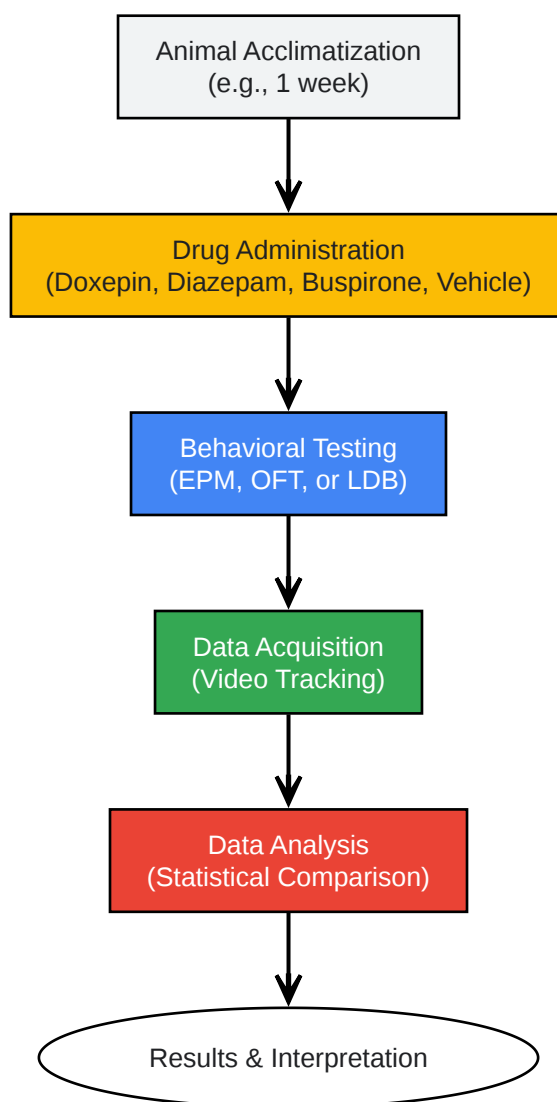 Animal Acclimatization
(e.g., 1 week)
Drug Administration
(Doxepin, Diazepam, Buspirone, Vehicle)
Behavioral Testing
(EPM, OFT, or LDB)
Data Acquisition
(Video Tracking)
Data Analysis
(Statistical Comparison)
Results & Interpretation